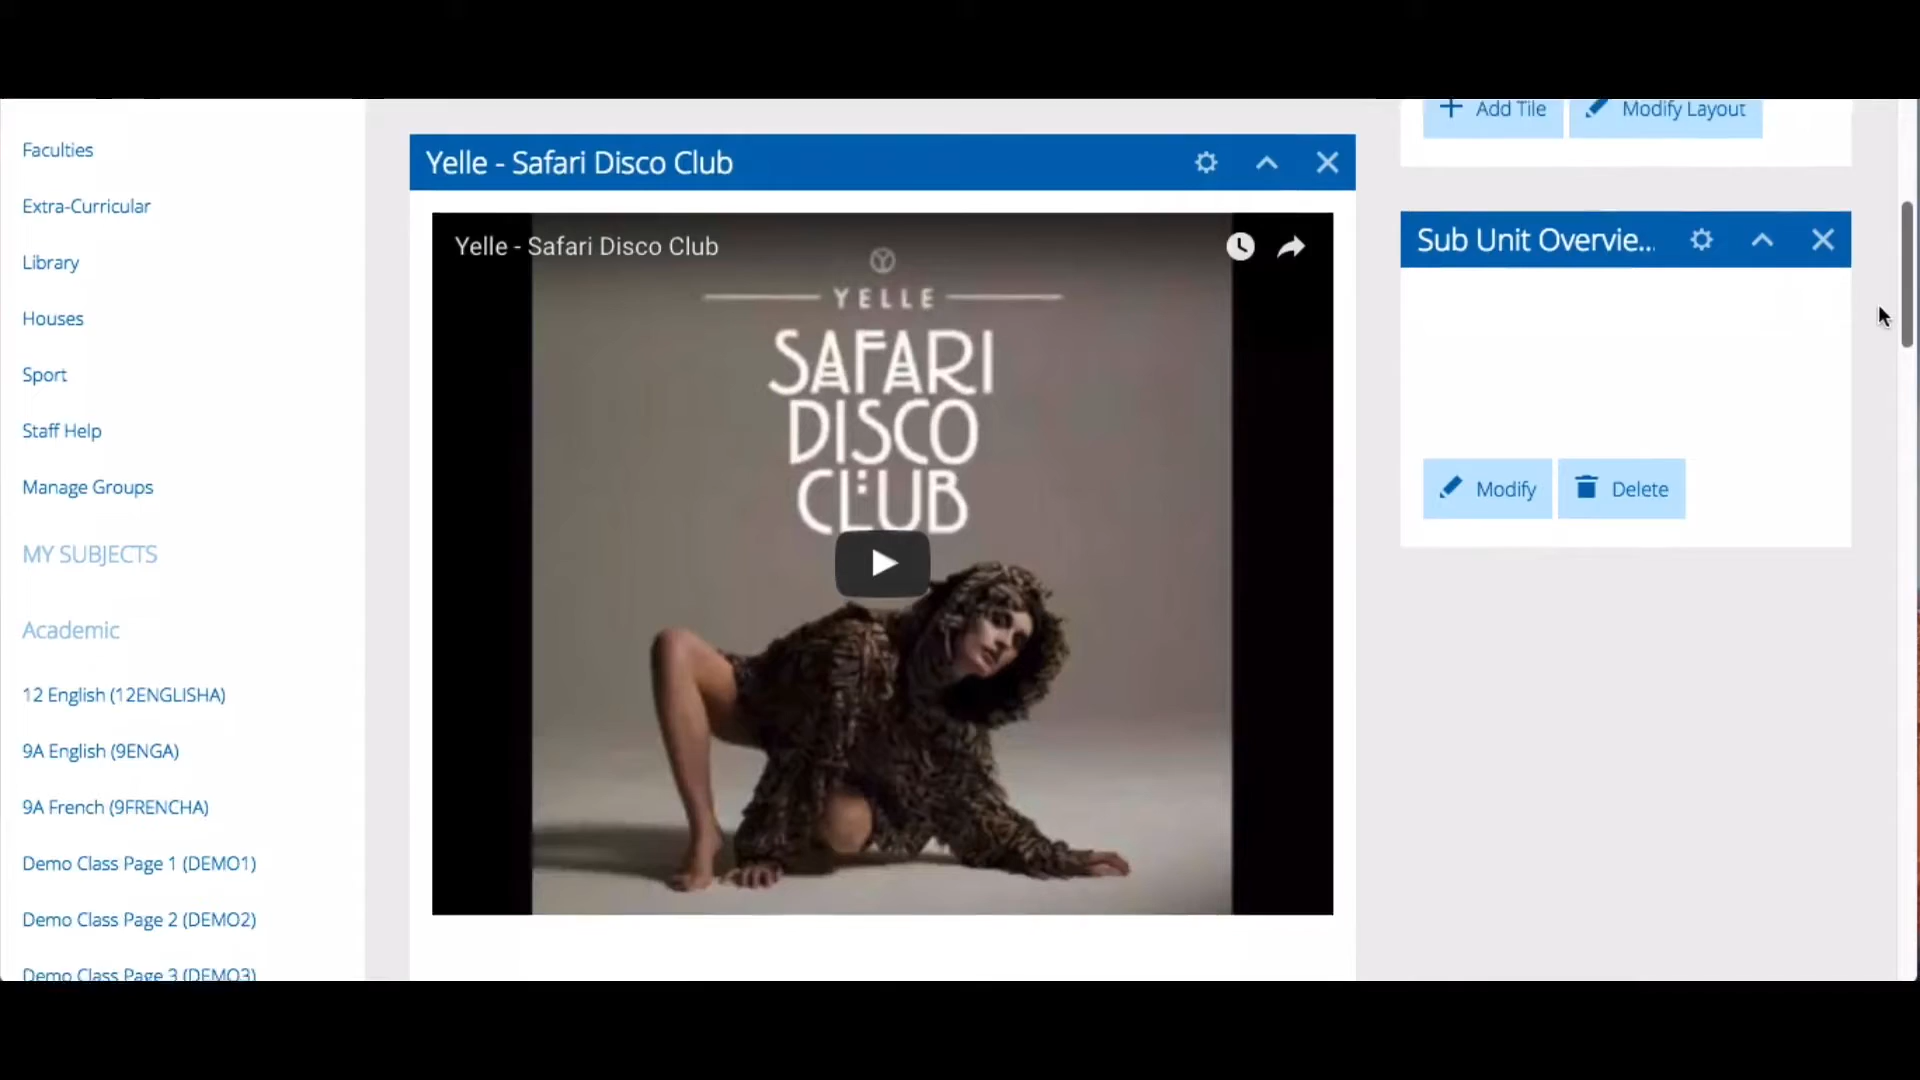 Faculties
Extra-Curricular
Library
Houses
Sport
Staff Help
Manage Groups
MY SUBJECTS
Academic
12 English (12ENGLISHA)
9A English (9ENGA)
9A French (9FRENCHA)
Demo Class Page 1 (DEMO1)
Demo Class Page 2 (DEMO2)
Demo Class Page 3 (DEMO3)
Yelle - Safari Disco Club
Yelle - Safari Disco Club
YELLE
SAFARI
DISCO
CLUB
Add Tile
Modify Layout
Sub Unit Overvie...
Modify
Delete